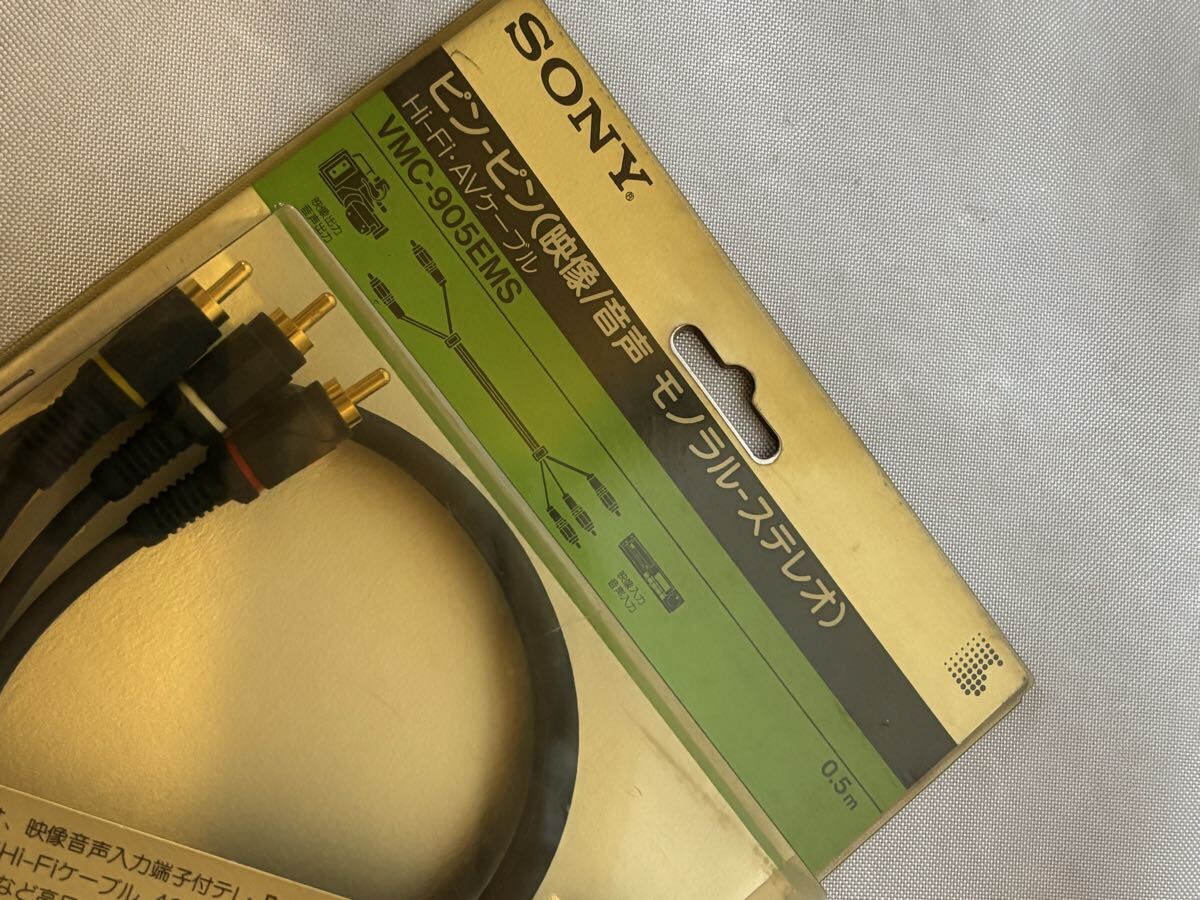 SONY®
ピン-ピン(映像/音声 モノラル-ステレオ)
Hi-Fi・AVケーブル
VMC-905EMS
映像出力
音声出力
映像入力
音声入力
0.5m
、映像音声入力端子付テレ
Hi-Fiケーブル
など高